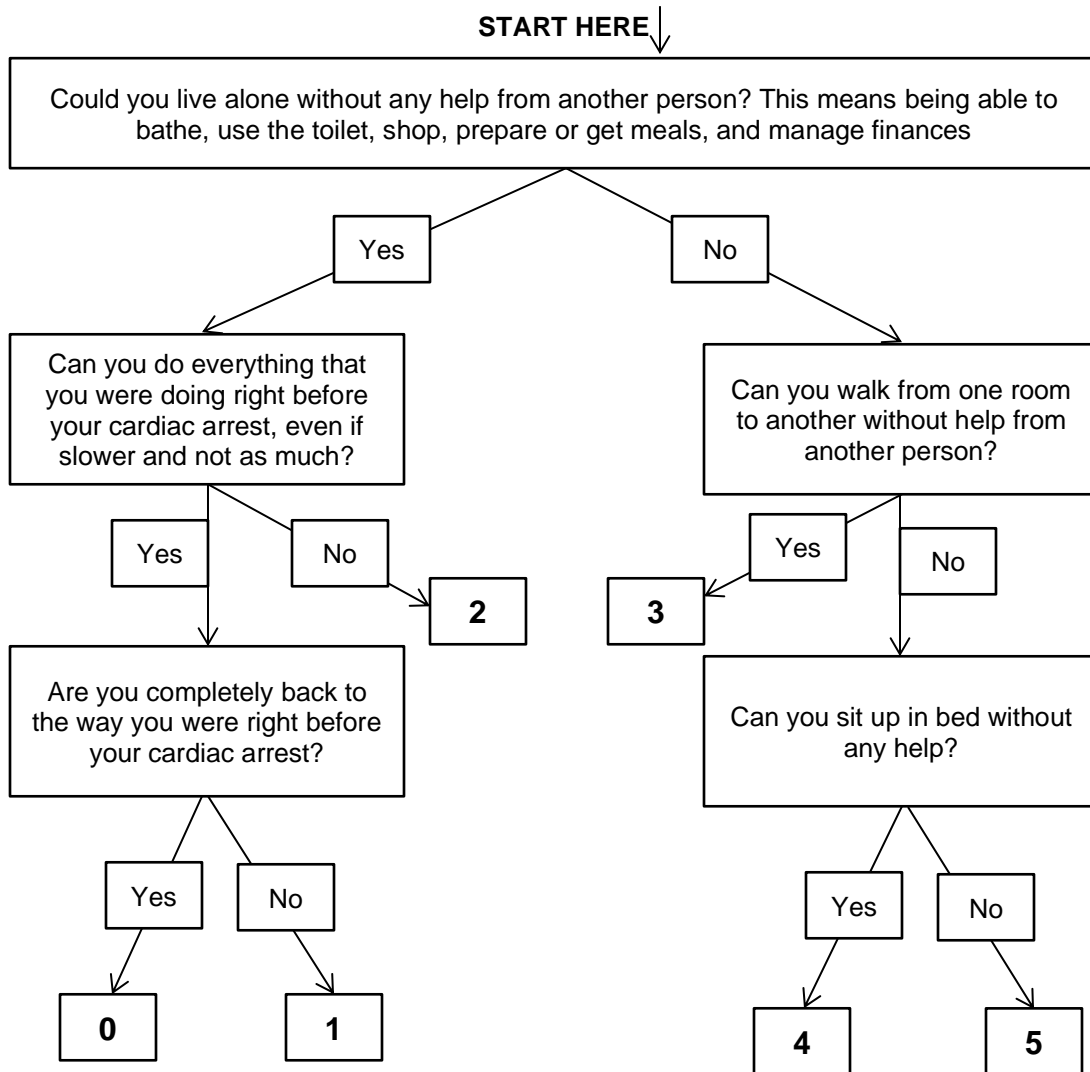 START HERE
Could you live alone without any help from another person? This means being able to
bathe, use the toilet, shop, prepare or get meals, and manage finances
Yes
No
Can you do everything that
you were doing right before
your cardiac arrest, even if
slower and not as much?
Can you walk from one room
to another without help from
another person?
Yes
No
Yes
No
2
3
Are you completely back to
the way you were right before
your cardiac arrest?
Can you sit up in bed without
any help?
Yes
No
Yes
No
0
1
4
5